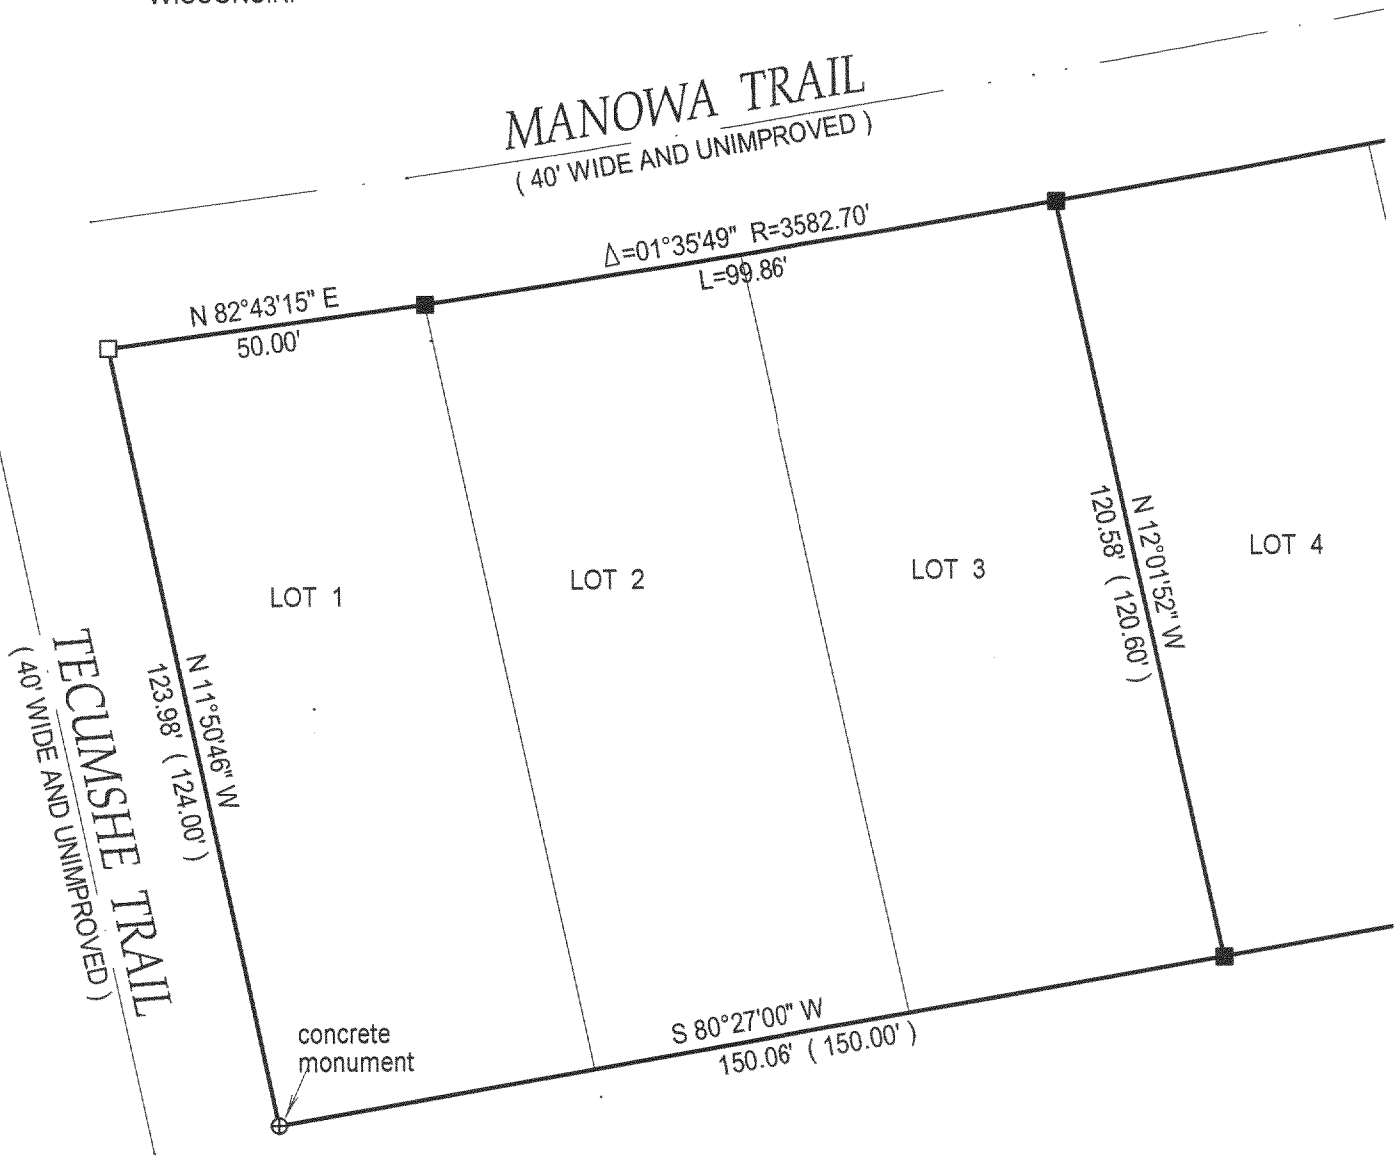 MANOWA TRAIL
( 40' WIDE AND UNIMPROVED )
Δ=01°35'49" R=3582.70'
L=99.86'
N 82°43'15" E
50.00'
LOT 1
LOT 2
LOT 3
LOT 4
N 12°01'52" W
120.58' ( 120.60' )
N 11°50'46" W
123.98' ( 124.00' )
TECUMSHE TRAIL
( 40' WIDE AND UNIMPROVED )
S 80°27'00" W
150.06' ( 150.00' )
concrete
monument